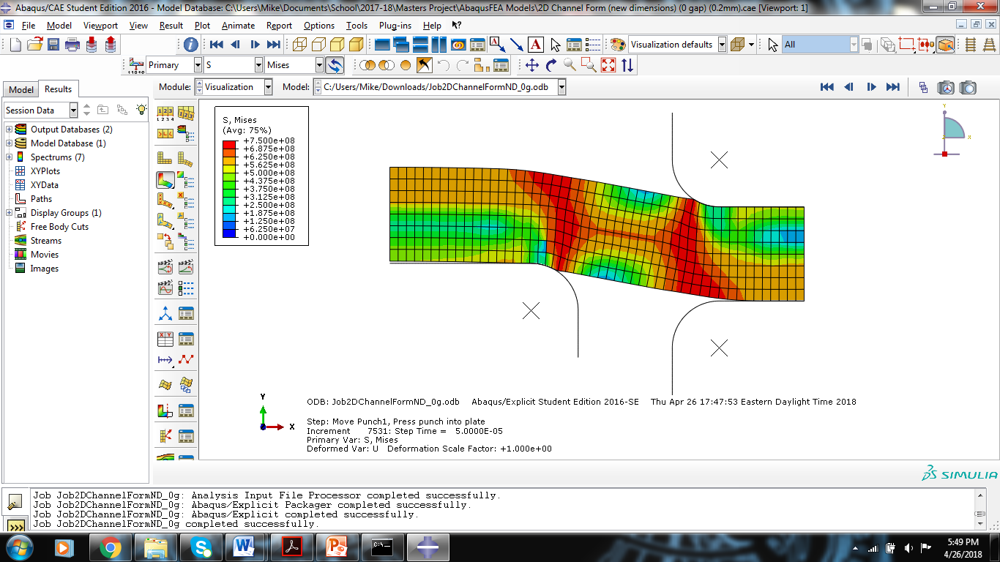 Abaqus/CAE Student Edition 2016 - Model Database: C:\Users\Mike\Documents\School\2017-18\Masters Project\AbaqusFEA Models\2D Channel Form (new dimensions) (0 gap) (0.2mm).cae [Viewport: 1]
File Model Viewport View Result Plot Animate Report Options Tools Plug-ins Help
A A Visualization defaults All
Primary S Mises
Model Results Module: Visualization Model: C:/Users/Mike/Downloads/Job2DChannelFormND_0g.odb
Session Data
Output Databases (2)
Model Database (1)
Spectrums (7)
XYPlots
XYData
Paths
Display Groups (1)
Free Body Cuts
Streams
Movies
Images
S, Mises
(Avg: 75%)
+7.500e+08
+6.875e+08
+6.250e+08
+5.625e+08
+5.000e+08
+4.375e+08
+3.750e+08
+3.125e+08
+2.500e+08
+1.875e+08
+1.250e+08
+6.250e+07
+0.000e+00
Y
X
Y
X
ODB: Job2DChannelFormND_0g.odb Abaqus/Explicit Student Edition 2016-SE Thu Apr 26 17:47:53 Eastern Daylight Time 2018
Step: Move Punch1, Press punch into plate
Increment 7531: Step Time = 5.0000E-05
Primary Var: S, Mises
Deformed Var: U Deformation Scale Factor: +1.000e+00
SIMULIA
Job Job2DChannelFormND_0g: Analysis Input File Processor completed successfully.
Job Job2DChannelFormND_0g: Abaqus/Explicit Packager completed successfully.
Job Job2DChannelFormND_0g: Abaqus/Explicit completed successfully.
Job Job2DChannelFormND_0g completed successfully.
>>>
5:49 PM
4/26/2018